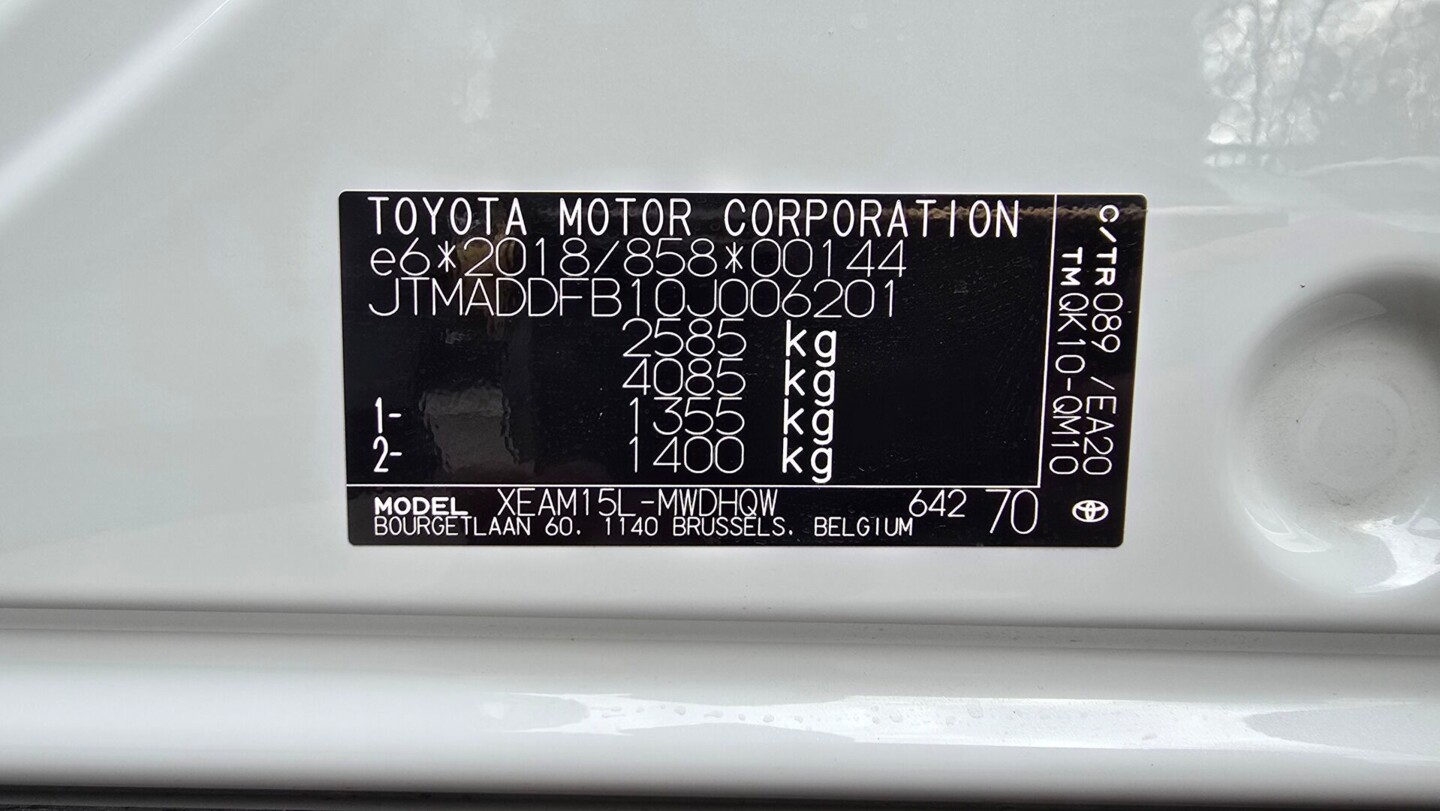 TOYOTA MOTOR CORPORATION
e6*2018/858*00144
JTMADDFB10J006201
2585 kg
4085 kg
1- 1355 kg
2- 1400 kg
MODEL XEAM15L-MWDHQW 642 70
BOURGETLAAN 60. 1140 BRUSSELS. BELGIUM
C/TR 089 /EA20
TM QK10-QM10